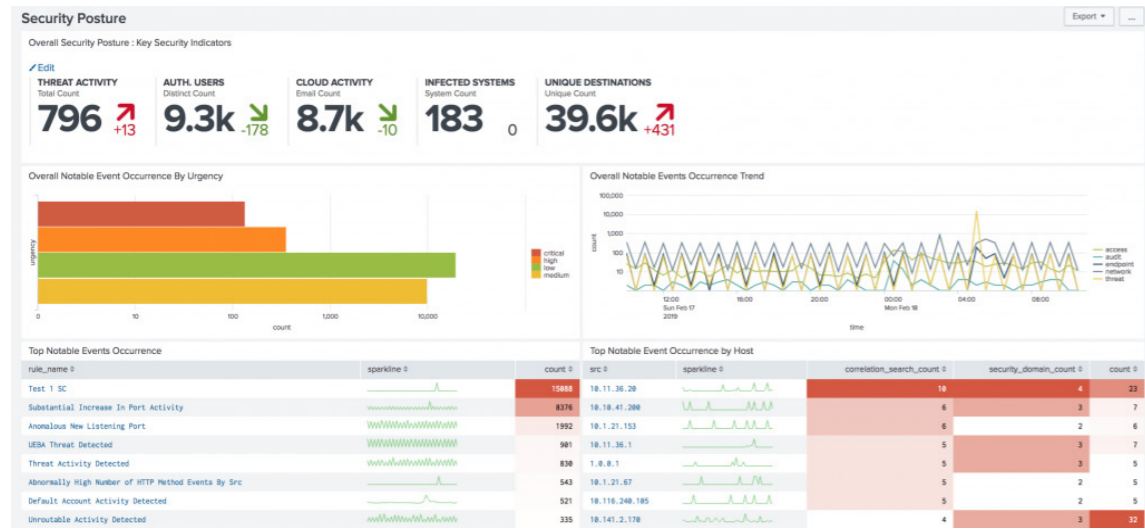 Security Posture
Export ...
Overall Security Posture : Key Security Indicators
Edit
THREAT ACTIVITY AUTH. USERS CLOUD ACTIVITY INFECTED SYSTEMS UNIQUE DESTINATIONS
Total Count Distinct Count Email Count System Count Unique Count
796 +13 9.3k -178 8.7k -10 183 0 39.6k +431
Overall Notable Event Occurrence By Urgency
urgency
critical
high
low
medium
0 10 100 1,000 10,000
count
Overall Notable Events Occurrence Trend
count
100,000
10,000
1,000
100
10
access
audit
endpoint
network
threat
12:00 16:00 20:00 00:00 04:00 08:00
Sun Feb 17 Mon Feb 18
2019
time
Top Notable Events Occurrence
rule_name sparkline count
Test 1 SC 15088
Substantial Increase In Port Activity 8376
Anomalous New Listening Port 1992
UEBA Threat Detected 901
Threat Activity Detected 830
Abnormally High Number of HTTP Method Events By Src 543
Default Account Activity Detected 521
Unroutable Activity Detected 335
Top Notable Event Occurrence by Host
src sparkline correlation_search_count security_domain_count count
10.11.36.20 10 4 23
10.10.41.200 6 3 7
10.1.21.153 6 2 6
10.11.36.1 5 3 7
1.0.0.1 5 3 5
10.1.21.67 5 2 5
10.116.240.105 5 2 5
10.141.2.170 4 3 32